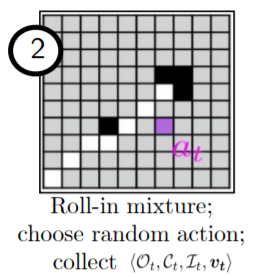 2
a_t
Roll-in mixture;
choose random action;
collect ⟨𝒪_t, 𝒞_t, ℐ_t, v_t⟩